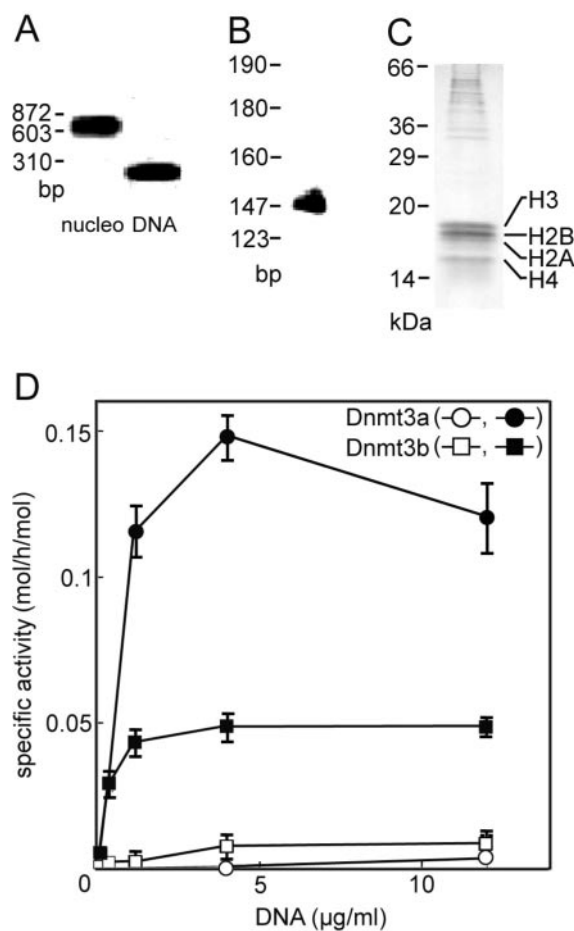 A
872
603
310
bp
nucleo DNA
B
190
180
160
147
123
bp
C
66
36
29
20
14
kDa
H3
H2B
H2A
H4
D
Dnmt3a (–○–, –●–)
Dnmt3b (–□–, –■–)
0.15
0.1
0.05
0
5
10
specific activity (mol/h/mol)
DNA (µg/ml)